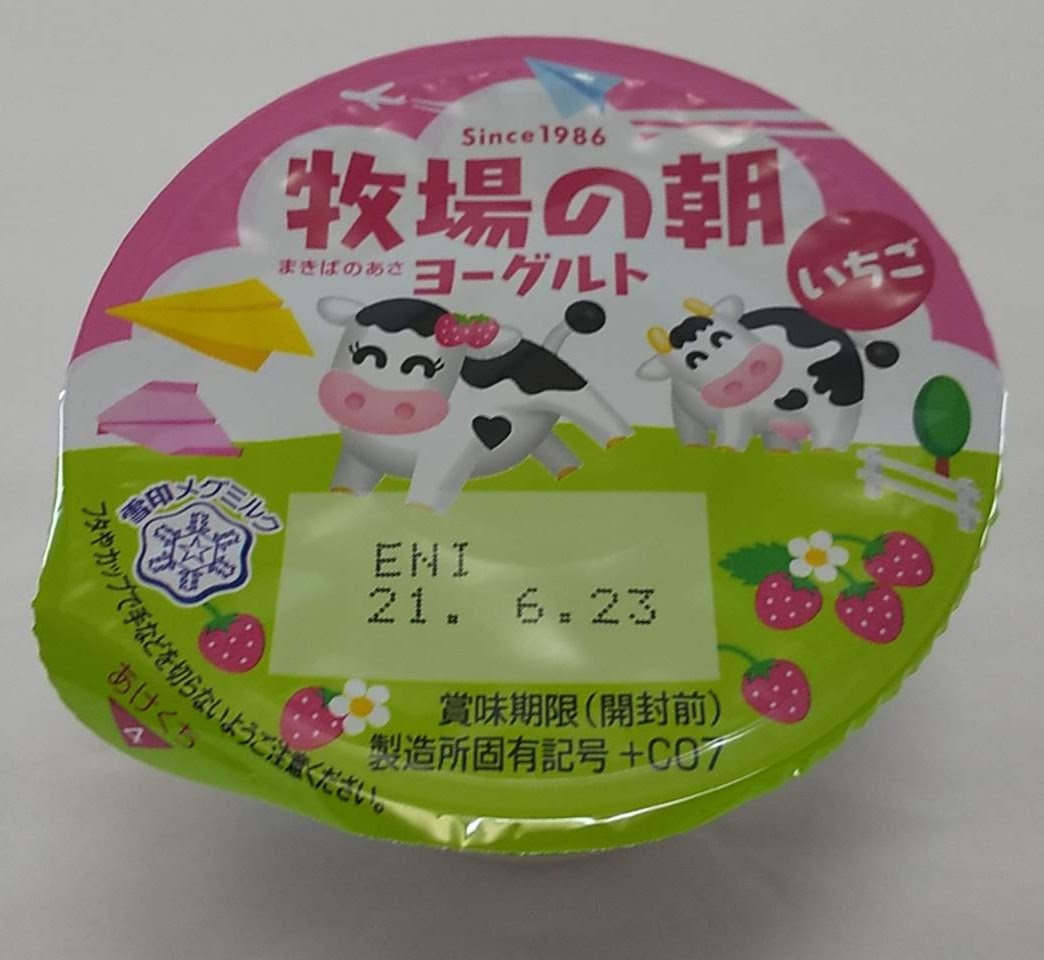 Since1986
牧場の朝
まきばのあさ ヨーグルト
いちご
雪印メグミルク
フタやカップで手などを切らないようご注意ください。
あけくち
ENI
21. 6.23
賞味期限(開封前)
製造所固有記号 +C07